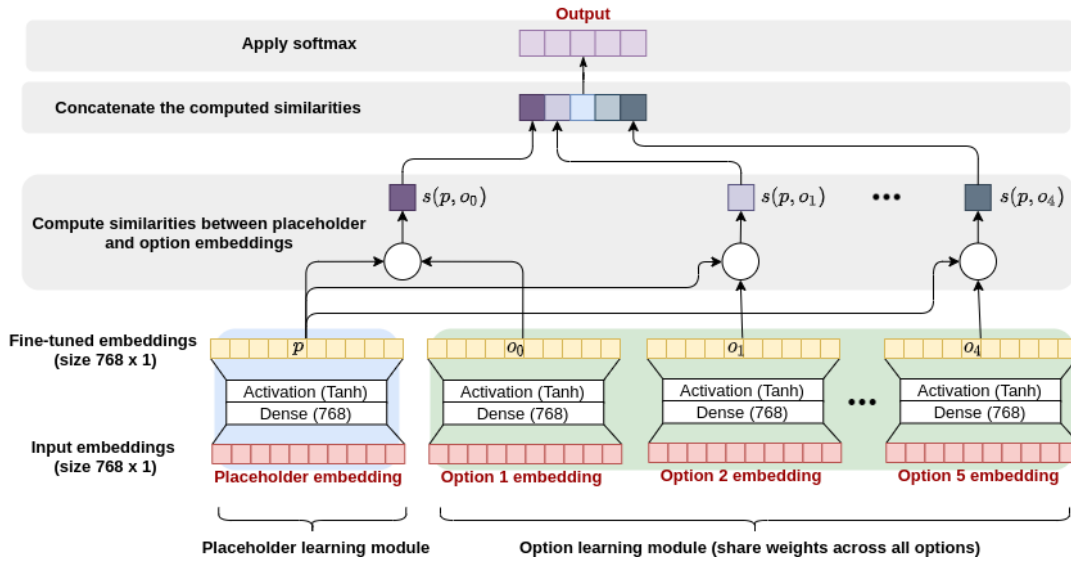 Output
Apply softmax
Concatenate the computed similarities
s(p, o₀)
s(p, o₁)
•••
s(p, o₄)
Compute similarities between placeholder
and option embeddings
Fine-tuned embeddings
(size 768 x 1)
p
o₀
o₁
o₄
Activation (Tanh)
Dense (768)
Activation (Tanh)
Dense (768)
Activation (Tanh)
Dense (768)
•••
Activation (Tanh)
Dense (768)
Input embeddings
(size 768 x 1)
Placeholder embedding
Option 1 embedding
Option 2 embedding
Option 5 embedding
Placeholder learning module
Option learning module (share weights across all options)